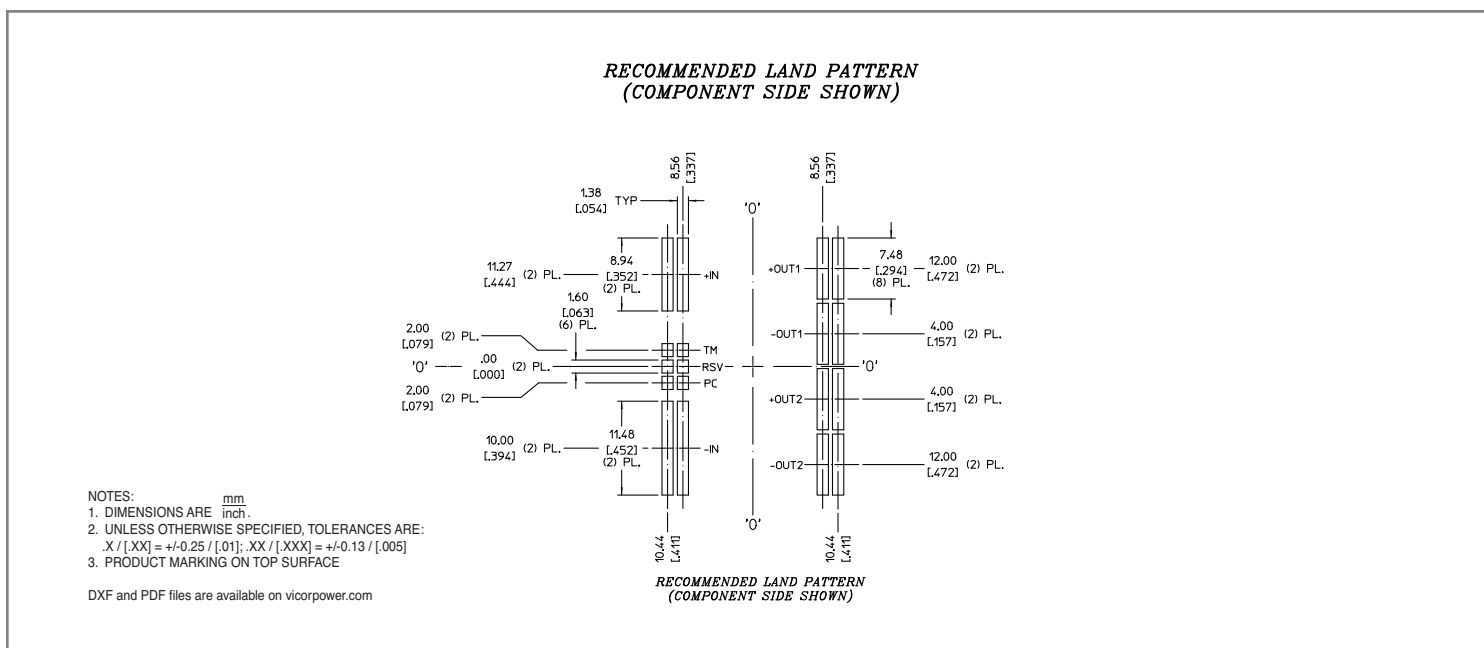 RECOMMENDED LAND PATTERN
(COMPONENT SIDE SHOWN)
8.56
[.337]
8.56
[.337]
1.38
[.054]
TYP
'0'
11.27
[.444]
(2) PL.
8.94
[.352]
(2) PL.
+IN
+OUT1
7.48
[.294]
(8) PL.
12.00
[.472]
(2) PL.
1.60
[.063]
(6) PL.
2.00
[.079]
(2) PL.
TM
-OUT1
4.00
[.157]
(2) PL.
'0'
.00
[.000]
(2) PL.
RSV
'0'
2.00
[.079]
(2) PL.
PC
+OUT2
4.00
[.157]
(2) PL.
10.00
[.394]
(2) PL.
11.48
[.452]
(2) PL.
-IN
-OUT2
12.00
[.472]
(2) PL.
'0'
10.44
[.411]
10.44
[.411]
RECOMMENDED LAND PATTERN
(COMPONENT SIDE SHOWN)
NOTES:
1. DIMENSIONS ARE mm
inch.
2. UNLESS OTHERWISE SPECIFIED, TOLERANCES ARE:
.X / [.XX] = +/-0.25 / [.01]; .XX / [.XXX] = +/-0.13 / [.005]
3. PRODUCT MARKING ON TOP SURFACE
DXF and PDF files are available on vicorpower.com